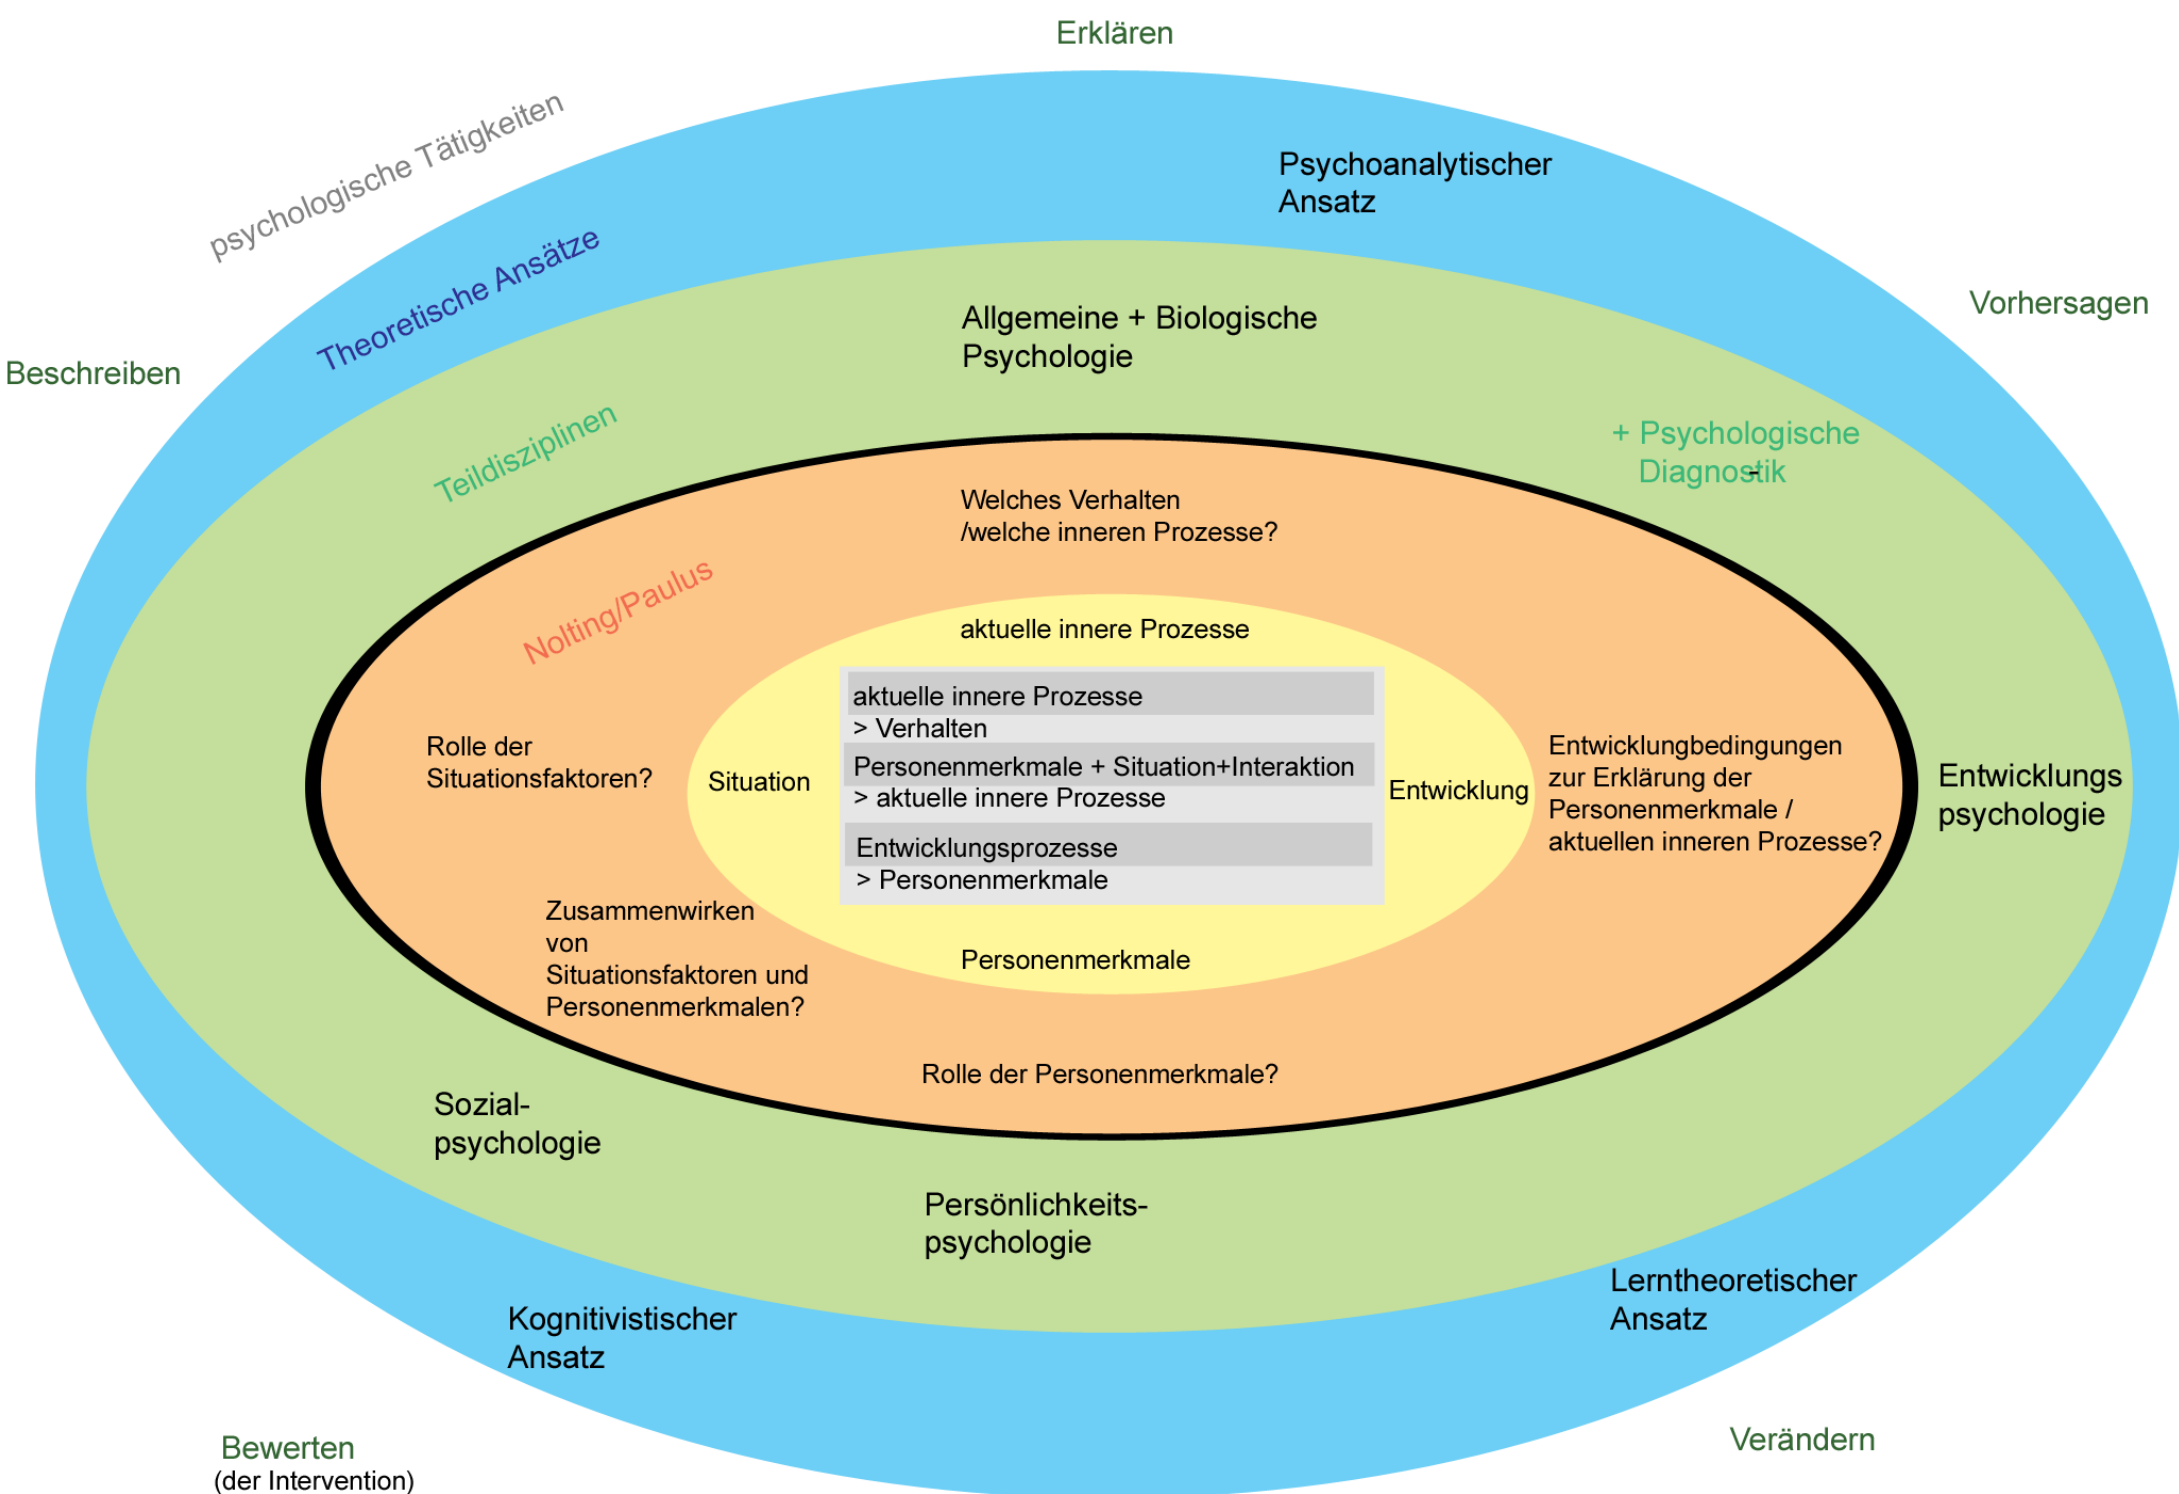 Erklären
psychologische Tätigkeiten
Psychoanalytischer
Ansatz
Theoretische Ansätze
Vorhersagen
Beschreiben
Allgemeine + Biologische
Psychologie
Teildisziplinen
+ Psychologische
Diagnostik
-
Welches Verhalten
/welche inneren Prozesse?
Nolting/Paulus
aktuelle innere Prozesse
aktuelle innere Prozesse
> Verhalten
Personenmerkmale + Situation+Interaktion
> aktuelle innere Prozesse
Entwicklungsprozesse
> Personenmerkmale
Situation
Entwicklung
Rolle der
Situationsfaktoren?
Entwicklungbedingungen
zur Erklärung der
Personenmerkmale /
aktuellen inneren Prozesse?
Entwicklungs
psychologie
Zusammenwirken
von
Situationsfaktoren und
Personenmerkmalen?
Personenmerkmale
Rolle der Personenmerkmale?
Sozial-
psychologie
Persönlichkeits-
psychologie
Kognitivistischer
Ansatz
Lerntheoretischer
Ansatz
Bewerten
(der Intervention)
Verändern